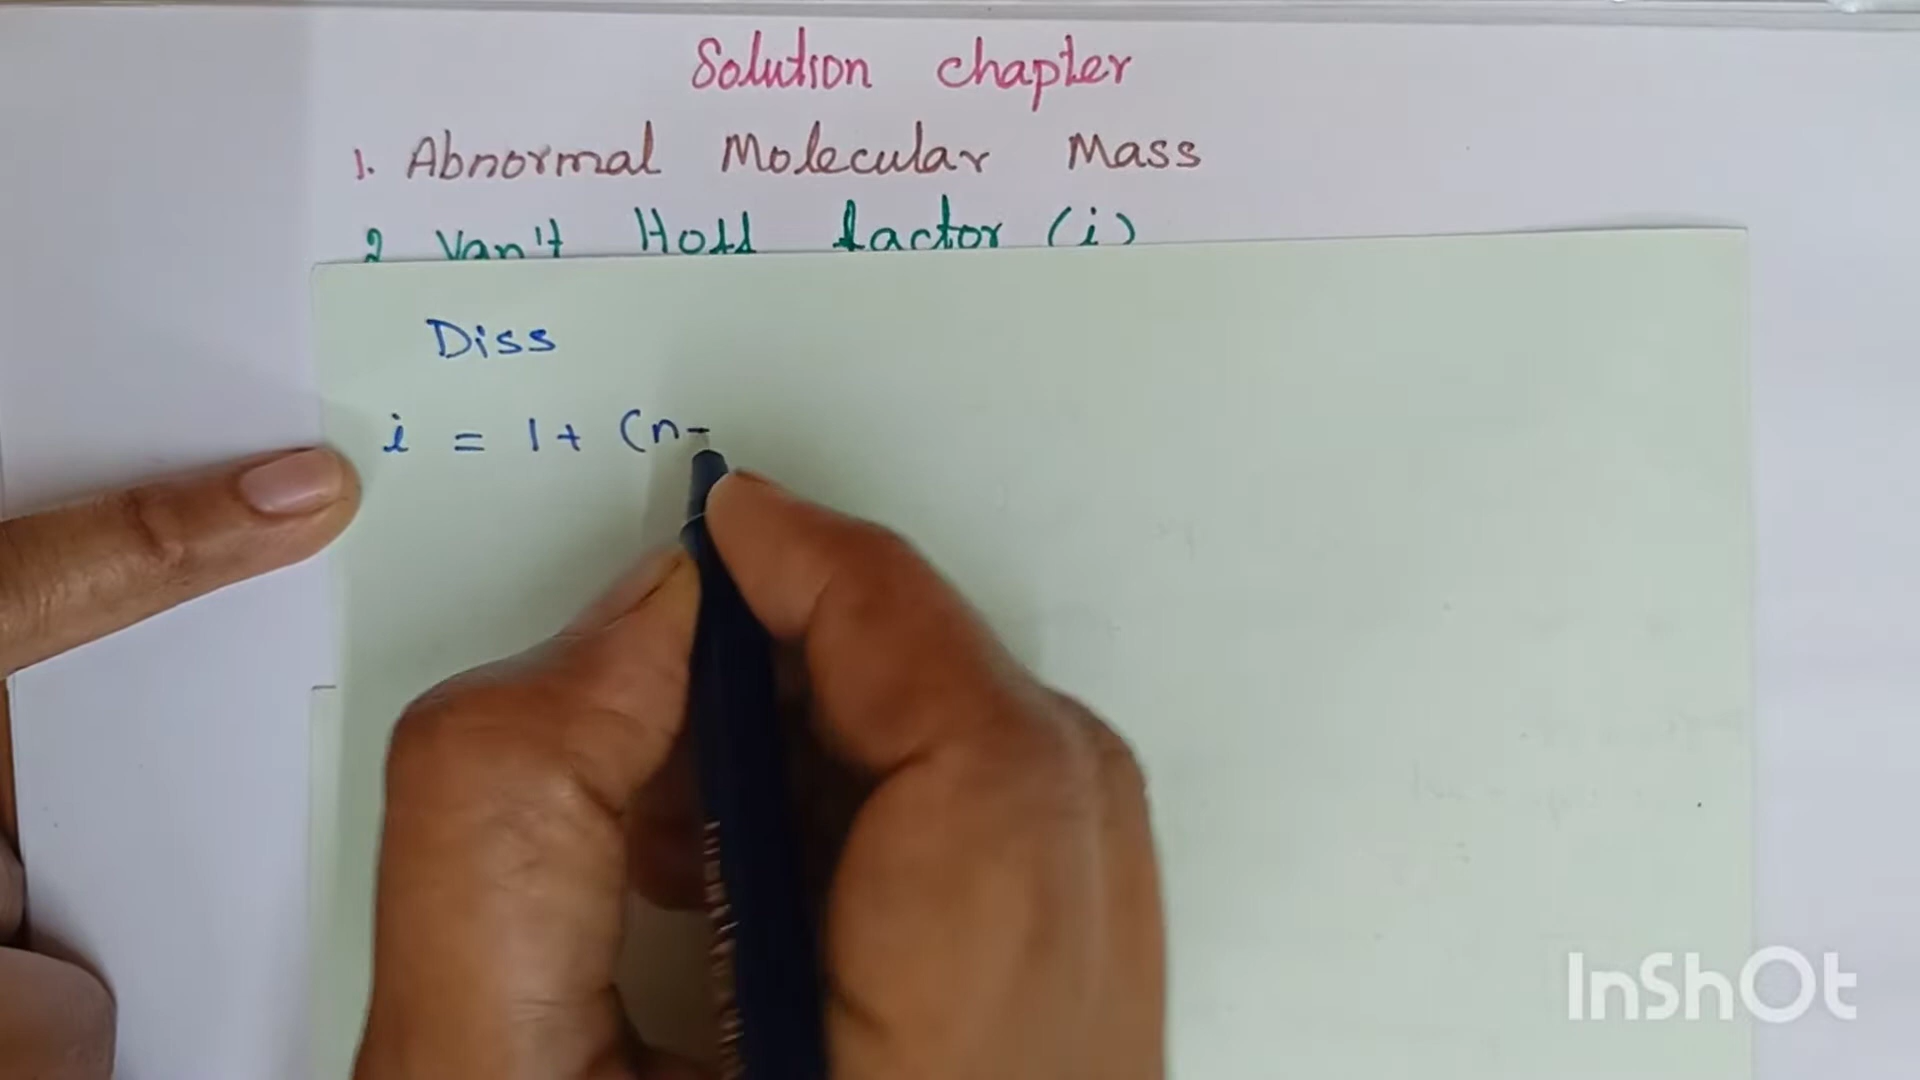 Solution chapter
1. Abnormal Molecular Mass
2 Van't Hoff factor (i)
Diss
i = 1 + (n-
InShOt